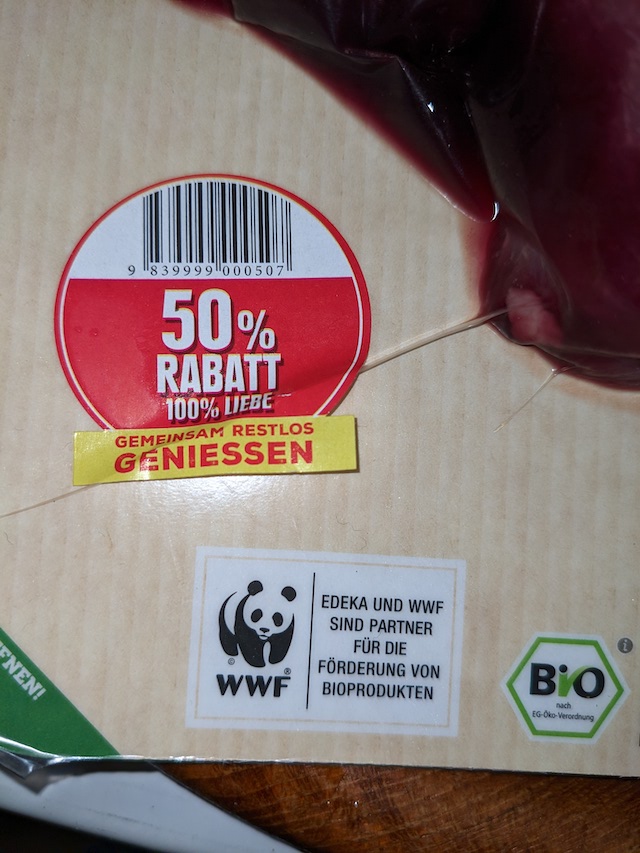 9 839999 000507
50%
RABATT
100% LIEBE
GEMEINSAM RESTLOS
GENIESSEN
EDEKA UND WWF
SIND PARTNER
FÜR DIE
FÖRDERUNG VON
BIOPRODUKTEN
© WWF®
Bio
nach
EG-Öko-Verordnung
i
FNEN!